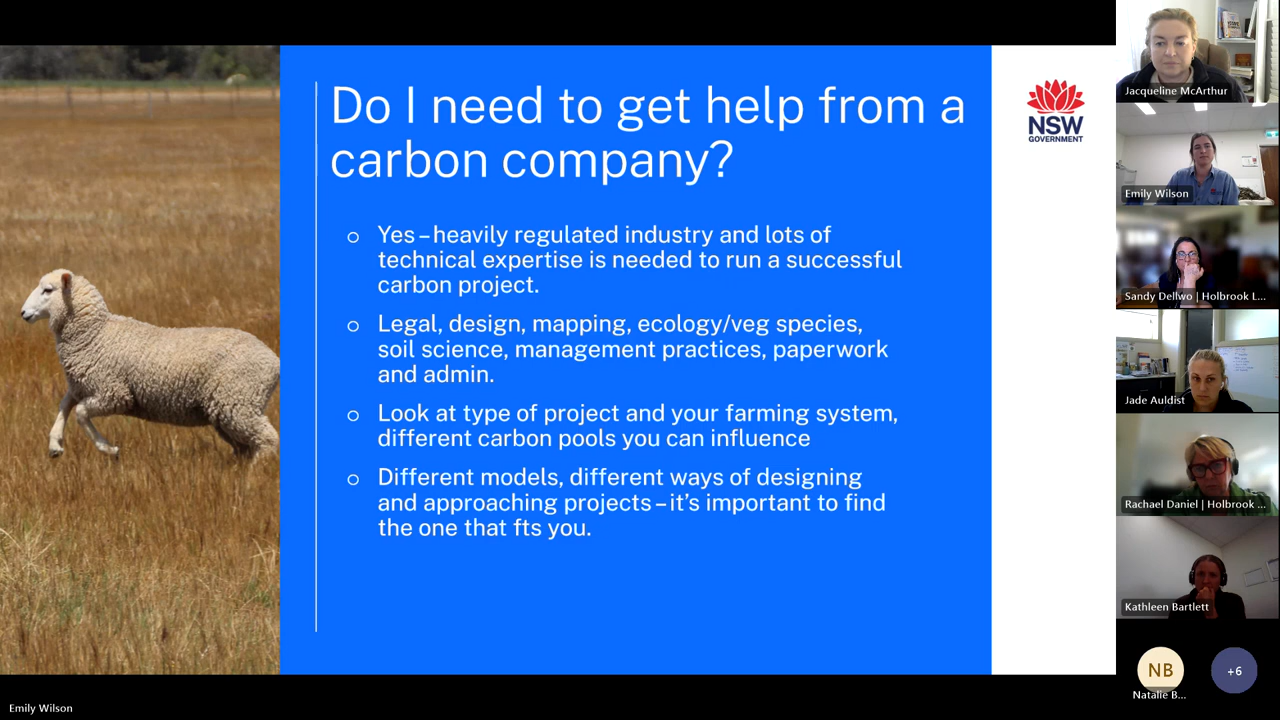 Do I need to get help from a
carbon company?
Yes – heavily regulated industry and lots of
technical expertise is needed to run a successful
carbon project.
Legal, design, mapping, ecology/veg species,
soil science, management practices, paperwork
and admin.
Look at type of project and your farming system,
different carbon pools you can influence
Different models, different ways of designing
and approaching projects – it's important to find
the one that fts you.
NSW
GOVERNMENT
Jacqueline McArthur
Emily Wilson
Sandy Dellwo | Holbrook L...
Jade Auldist
Rachael Daniel | Holbrook ...
Kathleen Bartlett
NB
+6
Natalie B...
Emily Wilson